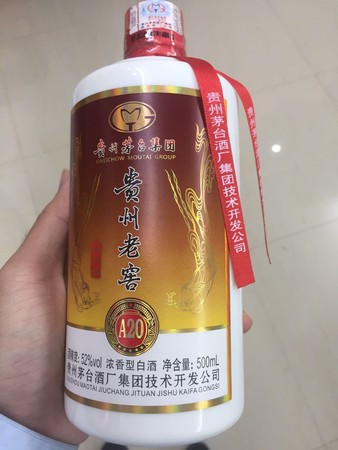 贵州茅台集团
KWEICHOW MOUTAI GROUP
贵州老窖
A20
酒精度: 52%vol 浓香型白酒 净含量: 500mL
贵州茅台酒厂集团技术开发公司
GUIZHOU MAOTAI JIUCHANG JITUAN JISHU KAIFA GONGSI
贵州茅台酒厂集团技术开发公司